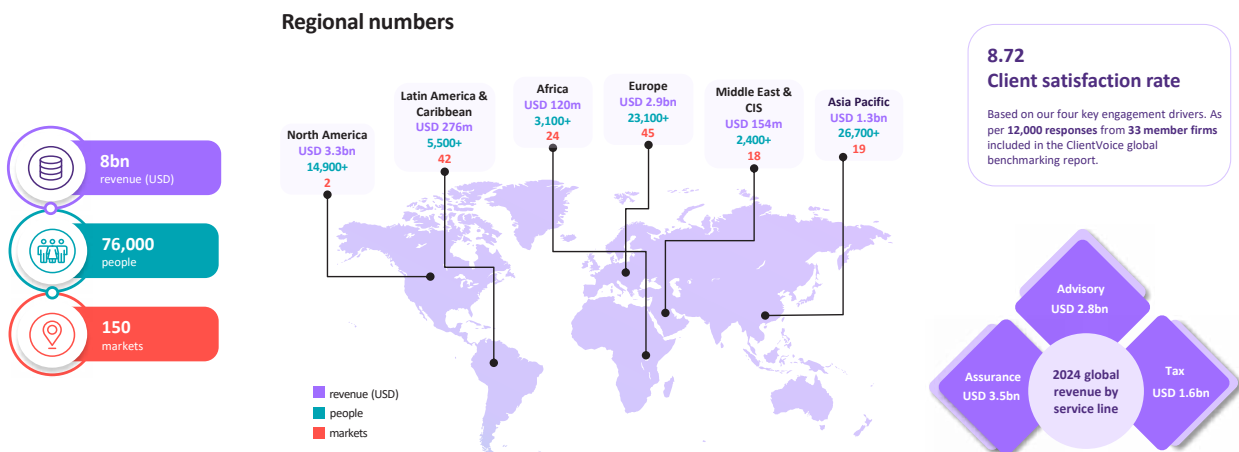 Regional numbers
8bn
revenue (USD)
76,000
people
150
markets
North America
USD 3.3bn
14,900+
2
Latin America &
Caribbean
USD 276m
5,500+
42
Africa
USD 120m
3,100+
24
Europe
USD 2.9bn
23,100+
45
Middle East &
CIS
USD 154m
2,400+
18
Asia Pacific
USD 1.3bn
26,700+
19
revenue (USD)
people
markets
8.72
Client satisfaction rate
Based on our four key engagement drivers. As
per 12,000 responses from 33 member firms
included in the ClientVoice global
benchmarking report.
Advisory
USD 2.8bn
Assurance
USD 3.5bn
2024 global
revenue by
service line
Tax
USD 1.6bn